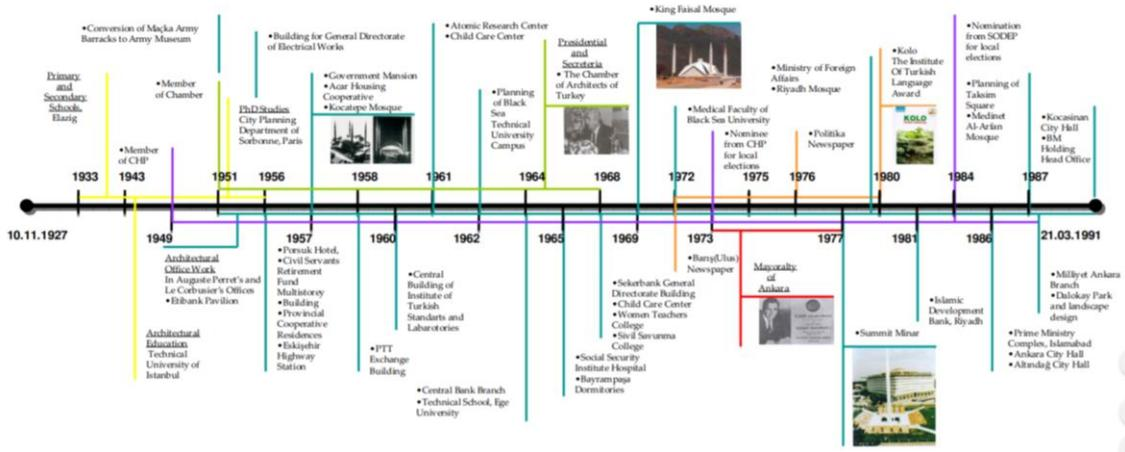 •Conversion of Maçka Army
Barracks to Army Museum
Primary
and
Secondary
Schools,
Elazig
•Member
of CHP
•Member
of Chamber
•Building for General Directorate
of Electrical Works
PhD Studies
City Planning
Department of
Sorbonne, Paris
•Government Mansion
•Acar Housing
Cooperative
•Kocatepe Mosque
•Atomic Research Center
•Child Care Center
•Planning
of Black
Sea
Technical
University
Campus
Presidential
and
Secreteria
•The Chamber
of Architects of
Turkey
•King Faisal Mosque
•Medical Faculty of
Black Sea University
•Nominee
from CHP
for local
elections
•Ministry of Foreign
Affairs
•Riyadh Mosque
•Politika
Newspaper
•Kolo
The Institute
Of Turkish
Language
Award
KOLO
•Nomination
from SODEP
for local
elections
•Planning of
Taksim
Square
•Medinet
Al-Arfan
Mosque
•Kocasinan
City Hall
•BM
Holding
Head Office
1933
1943
1951
1956
1958
1961
1964
1968
1972
1975
1976
1980
1984
1987
10.11.1927
1949
1957
1960
1962
1965
1969
1973
1977
1981
1986
21.03.1991
Architectural
Office Work
In Auguste Perret's and
Le Corbusier's Offices
•Etibank Pavilion
Architectural
Education
Technical
University of
Istanbul
•Porsuk Hotel,
•Civil Servants
Retirement
Fund
Multistorey
•Building
•Provincial
Cooperative
Residences
•Eskişehir
Highway
Station
•PTT
Exchange
Building
•Central
Building of
Institute of
Turkish
Standarts and
Labarotories
•Central Bank Branch
•Technical School, Ege
University
•Social Security
Institute Hospital
•Bayrampaşa
Dormitories
•Sekerbank General
Directorate Building
•Child Care Center
•Women Teachers
College
•Sivil Savunma
College
•Barış(Ulus)
Newspaper
Mayoralty
of
Ankara
•Summit Minar
•Islamic
Development
Bank, Riyadh
•Prime Ministry
Complex, Islamabad
•Ankara City Hall
•Altındağ City Hall
•Milliyet Ankara
Branch
•Dalokay Park
and landscape
design